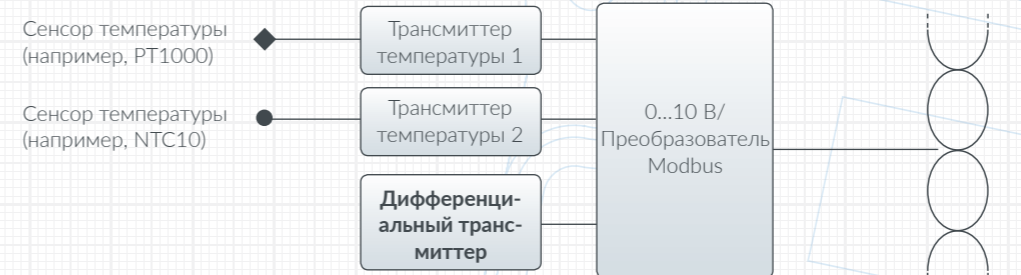 Сенсор температуры
(например, PT1000)
Трансмиттер
температуры 1
Сенсор температуры
(например, NTC10)
Трансмиттер
температуры 2
Дифференци-
альный транс-
миттер
0...10 В/
Преобразователь
Modbus